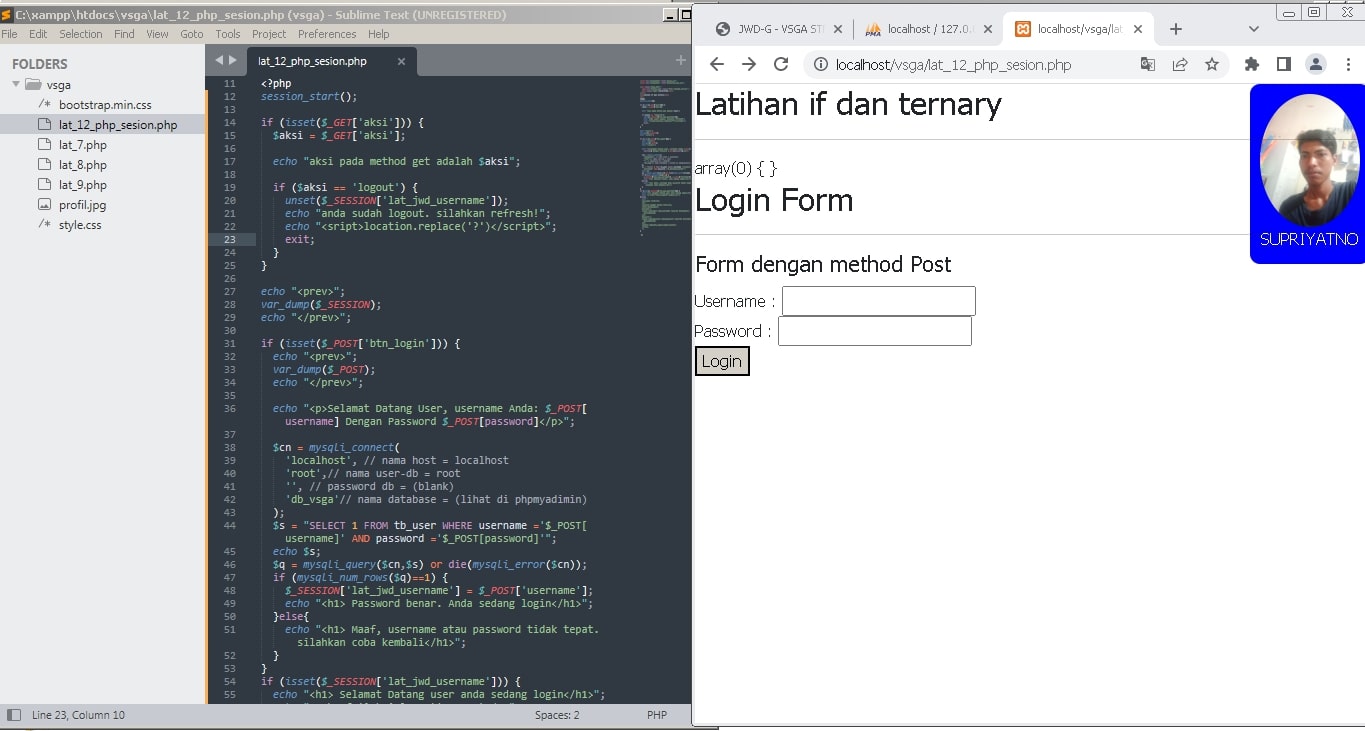 C:\xampp\htdocs\vsga\lat_12_php_sesion.php (vsga) - Sublime Text (UNREGISTERED)
File Edit Selection Find View Goto Tools Project Preferences Help
FOLDERS
vsga
/* bootstrap.min.css
lat_12_php_sesion.php
lat_7.php
lat_8.php
lat_9.php
profil.jpg
/* style.css
lat_12_php_sesion.php
11 <?php
12 session_start();
13
14 if (isset($_GET['aksi'])) {
15 $aksi = $_GET['aksi'];
16
17 echo "aksi pada method get adalah $aksi";
18
19 if ($aksi == 'logout') {
20 unset($_SESSION['lat_jwd_username']);
21 echo "anda sudah logout. silahkan refresh!";
22 echo "<sript>location.replace('?')</script>";
23 exit;
24 }
25 }
26
27 echo "<prev>";
28 var_dump($_SESSION);
29 echo "</prev>";
30
31 if (isset($_POST['btn_login'])) {
32 echo "<prev>";
33 var_dump($_POST);
34 echo "</prev>";
35
36 echo "<p>Selamat Datang User, username Anda: $_POST[
username] Dengan Password $_POST[password]</p>";
37
38 $cn = mysqli_connect(
39 'localhost', // nama host = localhost
40 'root',// nama user-db = root
41 '', // password db = (blank)
42 'db_vsga'// nama database = (lihat di phpmyadimin)
43 );
44 $s = "SELECT 1 FROM tb_user WHERE username ='$_POST[
username]' AND password ='$_POST[password]'";
45 echo $s;
46 $q = mysqli_query($cn,$s) or die(mysqli_error($cn));
47 if (mysqli_num_rows($q)==1) {
48 $_SESSION['lat_jwd_username'] = $_POST['username'];
49 echo "<h1> Password benar. Anda sedang login</h1>";
50 }else{
51 echo "<h1> Maaf, username atau password tidak tepat.
silahkan coba kembali</h1>";
52 }
53 }
54 if (isset($_SESSION['lat_jwd_username'])) {
55 echo "<h1> Selamat Datang user anda sedang login</h1>";
Line 23, Column 10 Spaces: 2 PHP
JWD-G - VSGA ST
PMA localhost / 127.0.
localhost/vsga/lat
localhost/vsga/lat_12_php_sesion.php
Latihan if dan ternary
array(0) { }
Login Form
SUPRIYATNO
Form dengan method Post
Username :
Password :
Login